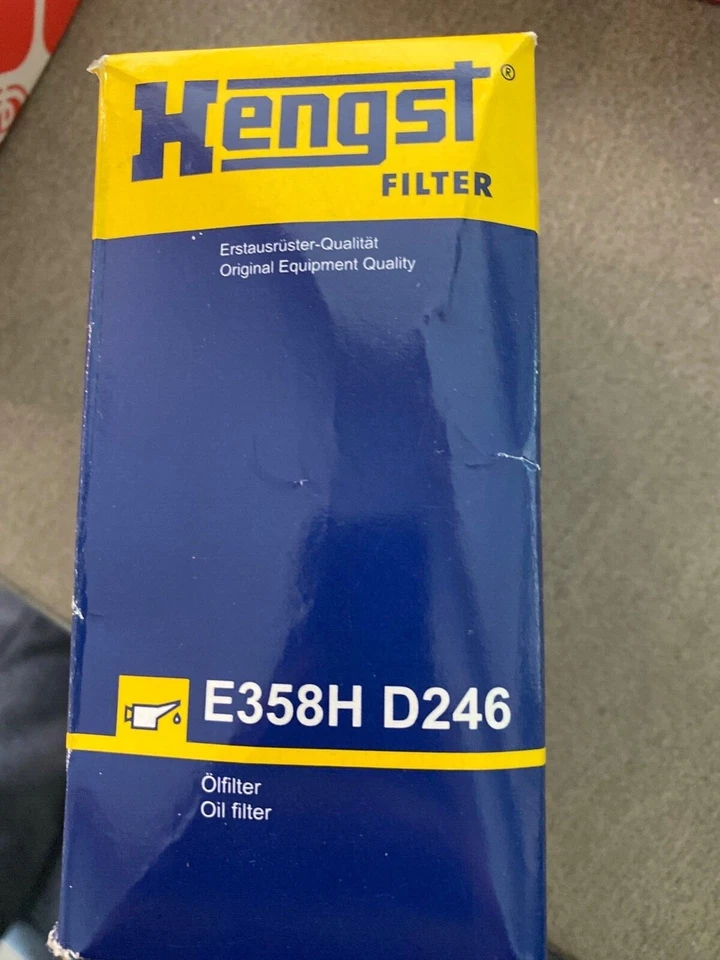 Hengst®
FILTER
Erstausrüster-Qualität
Original Equipment Quality
E358H D246
Ölfilter
Oil filter